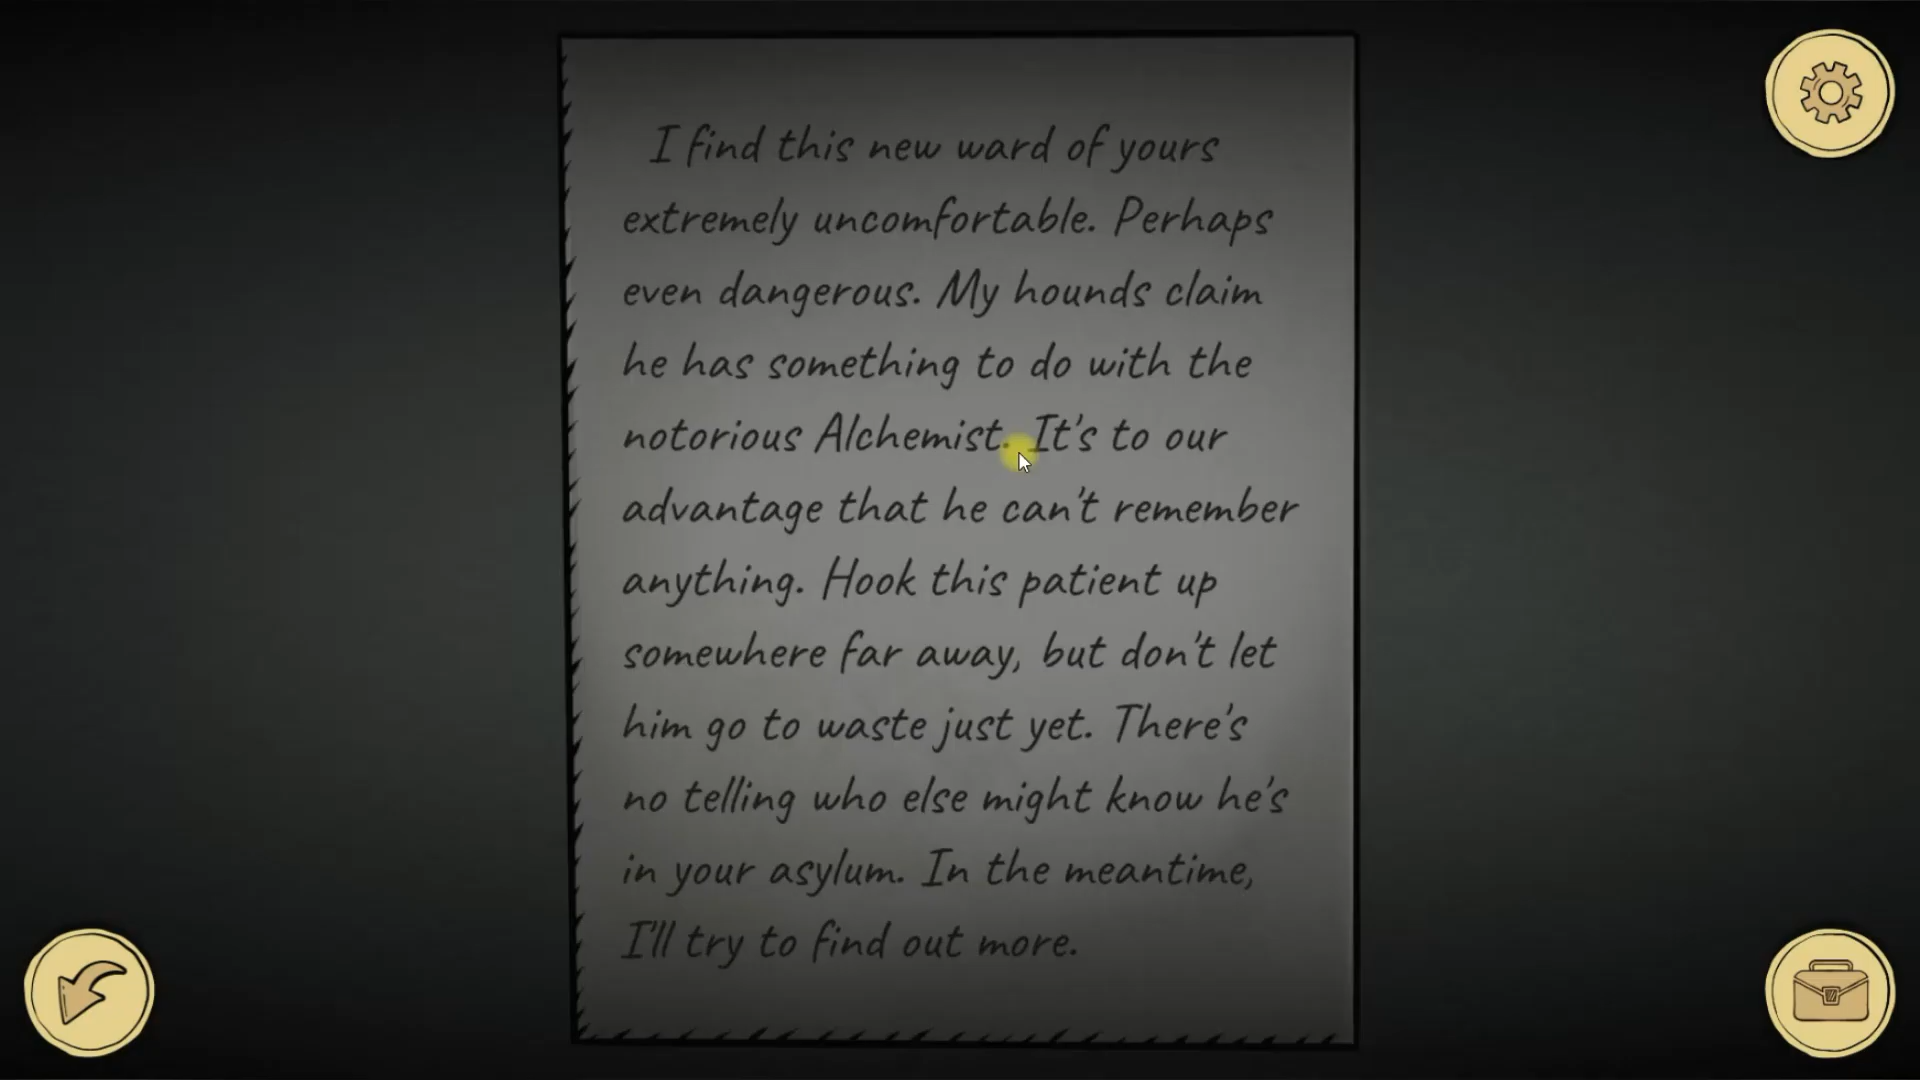 I find this new ward of yours
extremely uncomfortable. Perhaps
even dangerous. My hounds claim
he has something to do with the
notorious Alchemist. It's to our
advantage that he can't remember
anything. Hook this patient up
somewhere far away, but don't let
him go to waste just yet. There's
no telling who else might know he's
in your asylum. In the meantime,
I'll try to find out more.